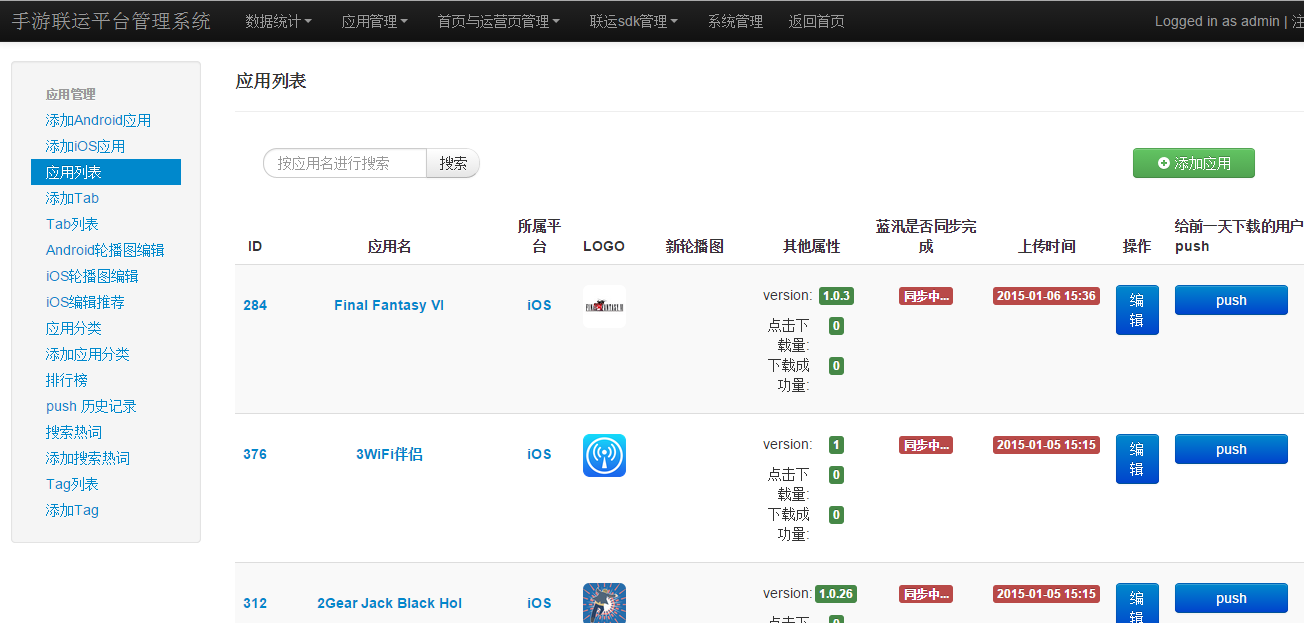 手游联运平台管理系统 数据统计 应用管理 首页与运营页管理 联运sdk管理 系统管理 返回首页 Logged in as admin | 注
应用管理
添加Android应用
添加iOS应用
应用列表
添加Tab
Tab列表
Android轮播图编辑
iOS轮播图编辑
iOS编辑推荐
应用分类
添加应用分类
排行榜
push 历史记录
搜索热词
添加搜索热词
Tag列表
添加Tag
应用列表
按应用名进行搜索 搜索 添加应用
ID 应用名 所属平台 LOGO 新轮播图 其他属性 蓝汛是否同步完成 上传时间 操作 给前一天下载的用户push
284 Final Fantasy VI iOS FINAL FANTASY VI version: 1.0.3 同步中... 2015-01-06 15:36 编辑 push
点击下载量: 0
下载成功量: 0
376 3WiFi伴侣 iOS version: 1 同步中... 2015-01-05 15:15 编辑 push
点击下载量: 0
下载成功量: 0
312 2Gear Jack Black Hol iOS version: 1.0.26 同步中... 2015-01-05 15:15 编辑 push
点击下 0